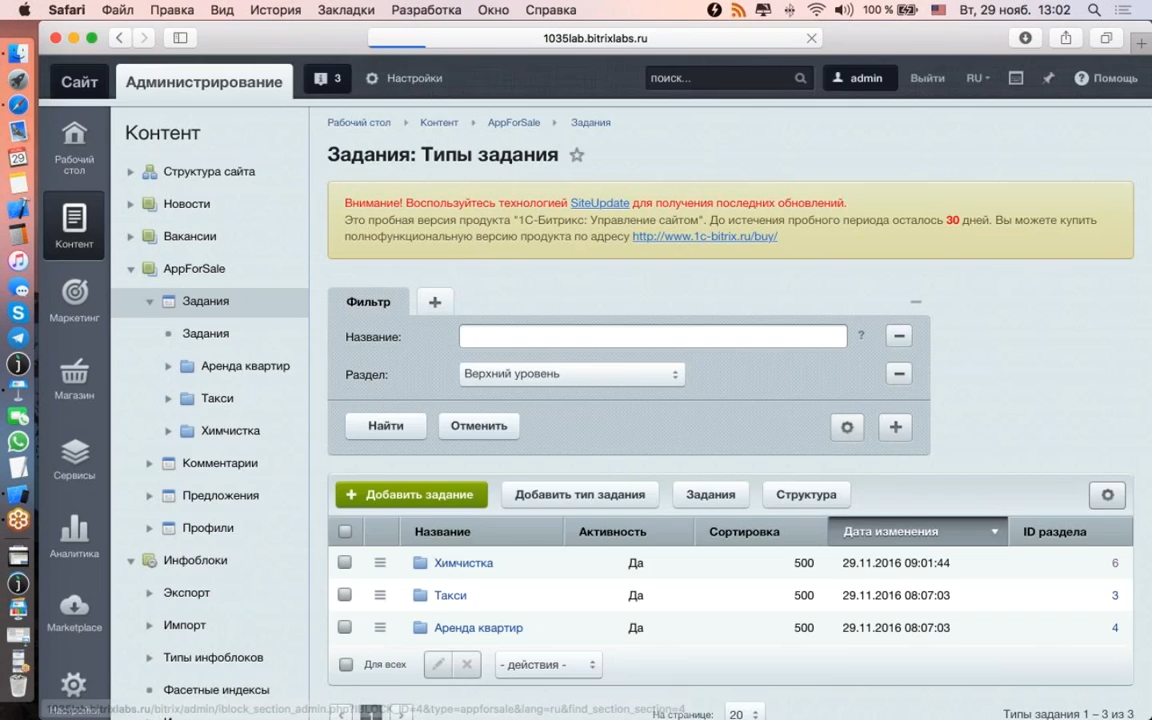 Safari Файл Правка Вид История Закладки Разработка Окно Справка 100 % Вт, 29 нояб. 13:02
1035lab.bitrixlabs.ru
Сайт Администрирование 3 Настройки поиск... admin Выйти RU Помощь
29
Рабочий стол
Контент
Маркетинг
Магазин
Сервисы
Аналитика
Marketplace
Контент
Структура сайта
Новости
Вакансии
AppForSale
Задания
Задания
Аренда квартир
Такси
Химчистка
Комментарии
Предложения
Профили
Инфоблоки
Экспорт
Импорт
Типы инфоблоков
Фасетные индексы
Рабочий стол Контент AppForSale Задания
Задания: Типы задания
Внимание! Воспользуйтесь технологией SiteUpdate для получения последних обновлений.
Это пробная версия продукта "1С-Битрикс: Управление сайтом". До истечения пробного периода осталось 30 дней. Вы можете купить
полнофункциональную версию продукта по адресу http://www.1c-bitrix.ru/buy/
Фильтр
Название: ?
Раздел: Верхний уровень
Найти Отменить
+ Добавить задание Добавить тип задания Задания Структура
Название Активность Сортировка Дата изменения ID раздела
Химчистка Да 500 29.11.2016 09:01:44 6
Такси Да 500 29.11.2016 08:07:03 3
Аренда квартир Да 500 29.11.2016 08:07:03 4
Для всех - действия -
1 На странице: 20 Типы задания 1 – 3 из 3